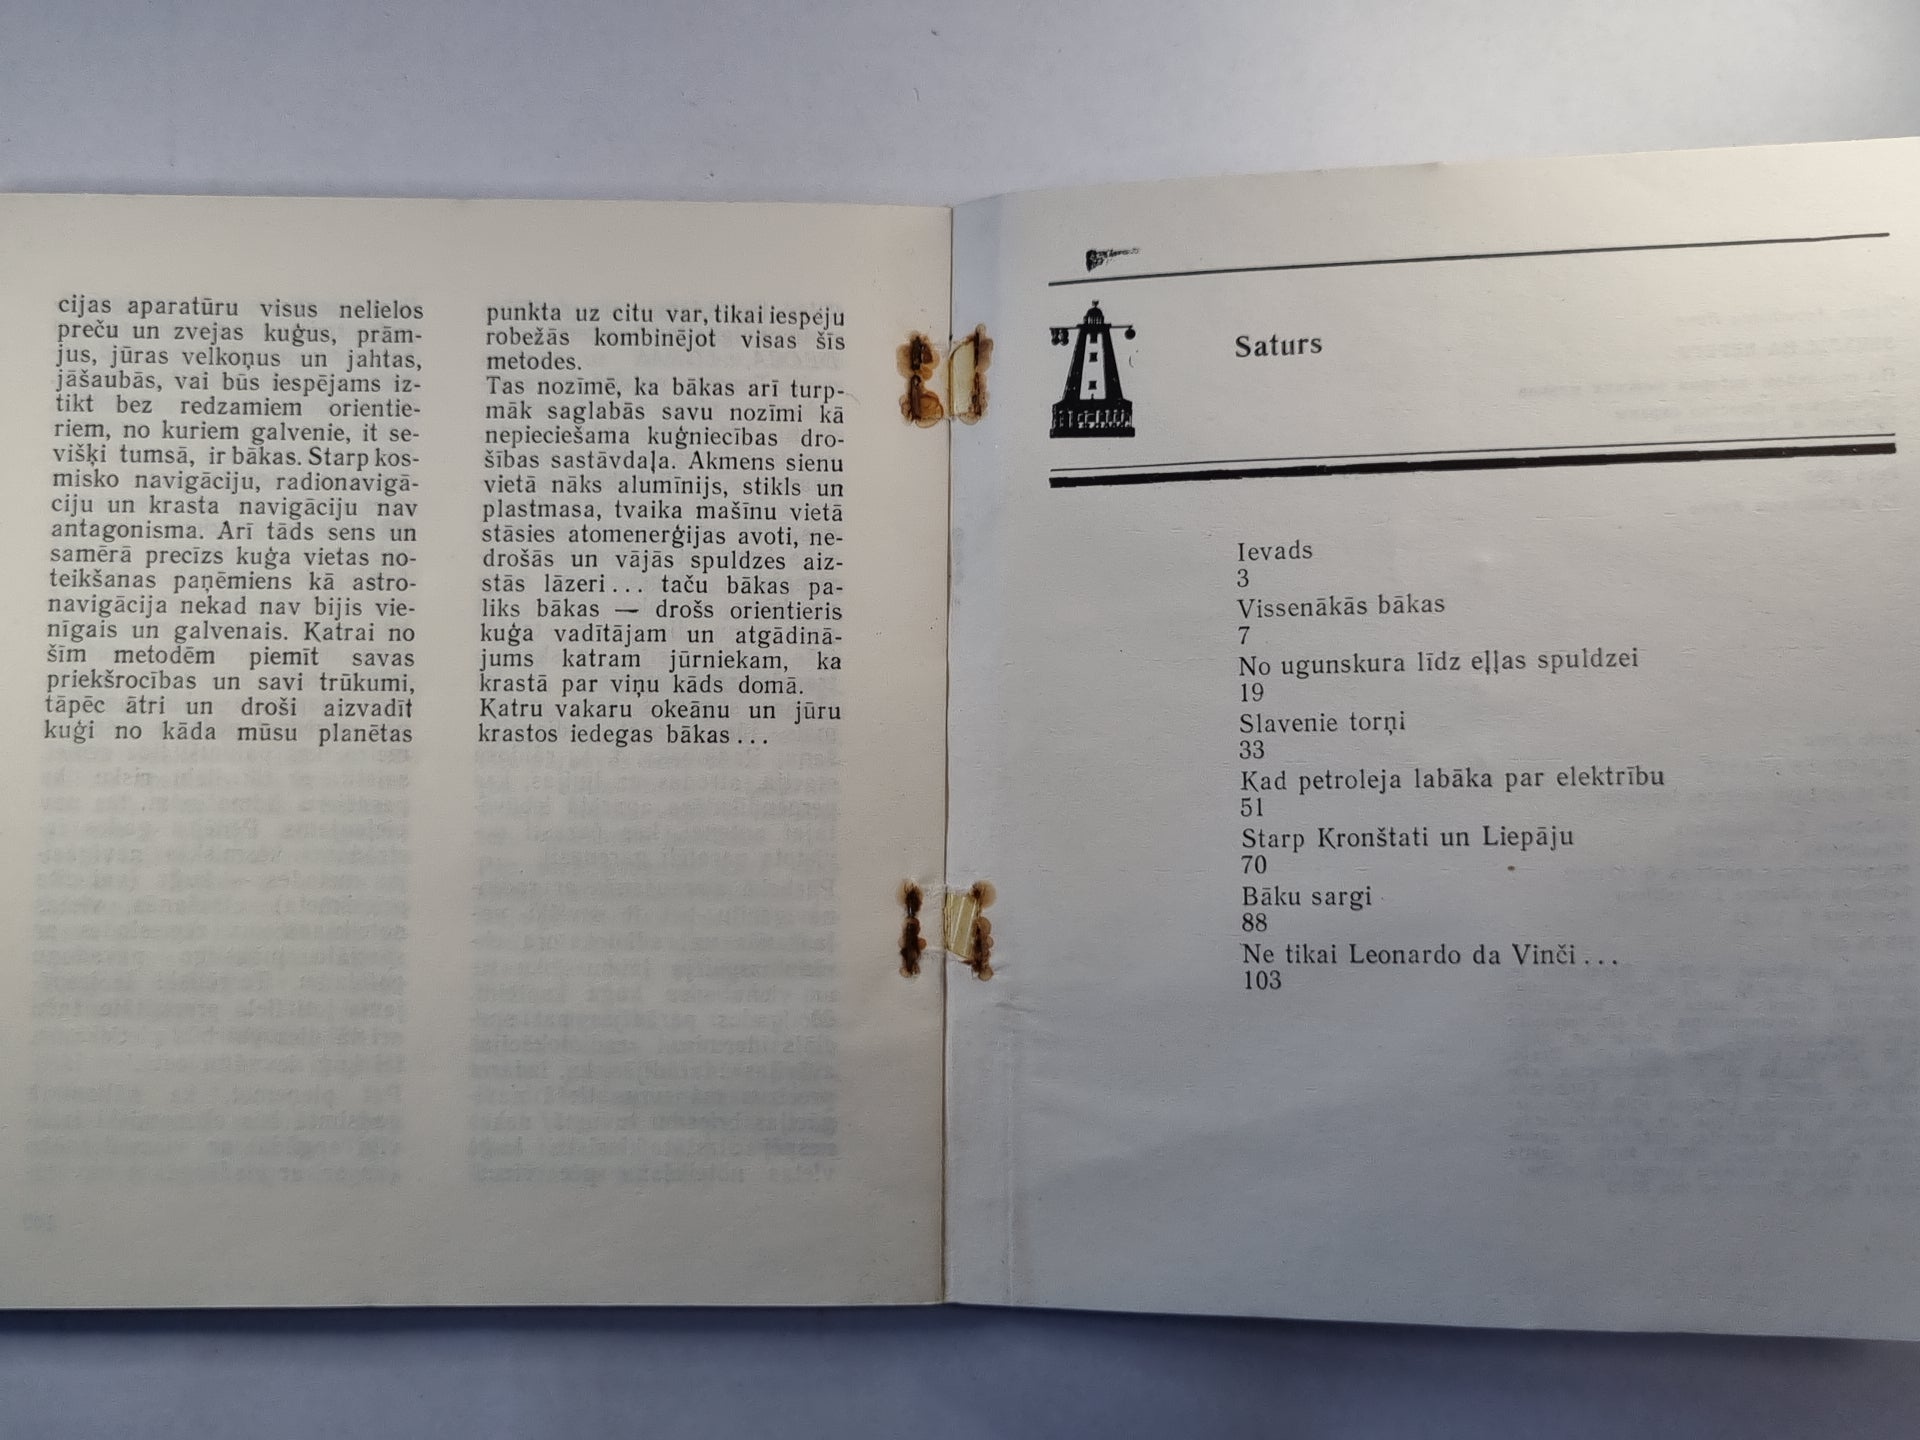 cijas aparatūru visus nelielos
preču un zvejas kuģus, prām-
jus, jūras velkoņus un jahtas,
jāšaubās, vai būs iespējams iz-
tikt bez redzamiem orientie-
riem, no kuriem galvenie, it se-
višķi tumsā, ir bākas. Starp kos-
misko navigāciju, radionavigā-
ciju un krasta navigāciju nav
antagonisma. Arī tāds sens un
samērā precīzs kuģa vietas no-
teikšanas paņēmiens kā astro-
navigācija nekad nav bijis vie-
nīgais un galvenais. Katrai no
šīm metodēm piemīt savas
priekšrocības un savi trūkumi,
tāpēc ātri un droši aizvadīt
kuģi no kāda mūsu planētas
punkta uz citu var, tikai iespēju
robežās kombinējot visas šīs
metodes.
Tas nozīmē, ka bākas arī turp-
māk saglabās savu nozīmi kā
nepieciešama kuģniecības dro-
šības sastāvdaļa. Akmens sienu
vietā nāks alumīnijs, stikls un
plastmasa, tvaika mašīnu vietā
stāsies atomenerģijas avoti, ne-
drošās un vājās spuldzes aiz-
stās lāzeri... taču bākas pa-
liks bākas — drošs orientieris
kuģa vadītājam un atgādinā-
jums katram jūrniekam, ka
krastā par viņu kāds domā.
Katru vakaru okeānu un jūru
krastos iedegas bākas...
Saturs
Ievads
3
Vissenākās bākas
7
No ugunskura līdz eļļas spuldzei
19
Slavenie torņi
33
Kad petroleja labāka par elektrību
51
Starp Kronštati un Liepāju
70
Bāku sargi
88
Ne tikai Leonardo da Vinči...
103